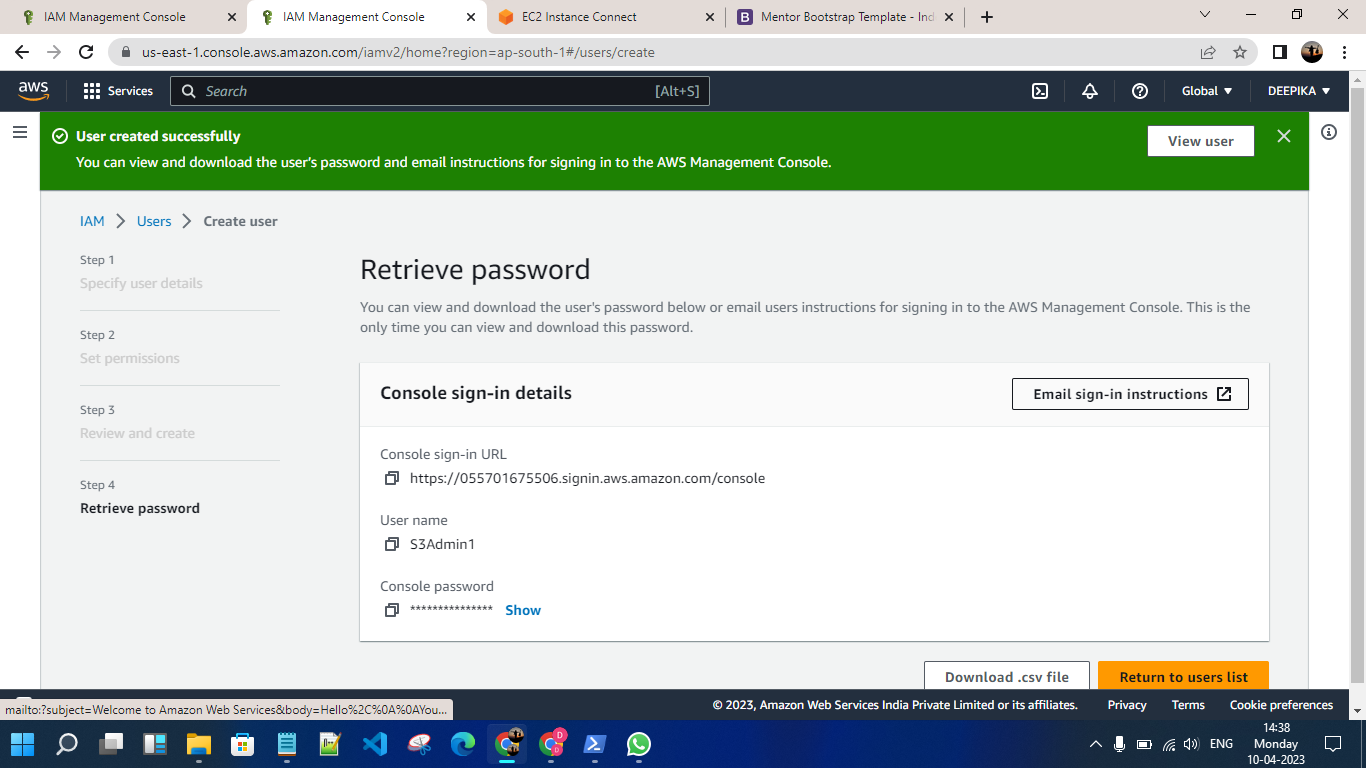 IAM Management Console
IAM Management Console
EC2 Instance Connect
Mentor Bootstrap Template - Ind
us-east-1.console.aws.amazon.com/iamv2/home?region=ap-south-1#/users/create
aws
Services
Search
[Alt+S]
Global
DEEPIKA
User created successfully
You can view and download the user's password and email instructions for signing in to the AWS Management Console.
View user
IAM
Users
Create user
Step 1
Specify user details
Step 2
Set permissions
Step 3
Review and create
Step 4
Retrieve password
Retrieve password
You can view and download the user's password below or email users instructions for signing in to the AWS Management Console. This is the
only time you can view and download this password.
Console sign-in details
Email sign-in instructions
Console sign-in URL
https://055701675506.signin.aws.amazon.com/console
User name
S3Admin1
Console password
***************
Show
Download .csv file
Return to users list
mailto:?subject=Welcome to Amazon Web Services&body=Hello%2C%0A%0AYou...
© 2023, Amazon Web Services India Private Limited or its affiliates.
Privacy
Terms
Cookie preferences
D
D
ENG
14:38
Monday
10-04-2023